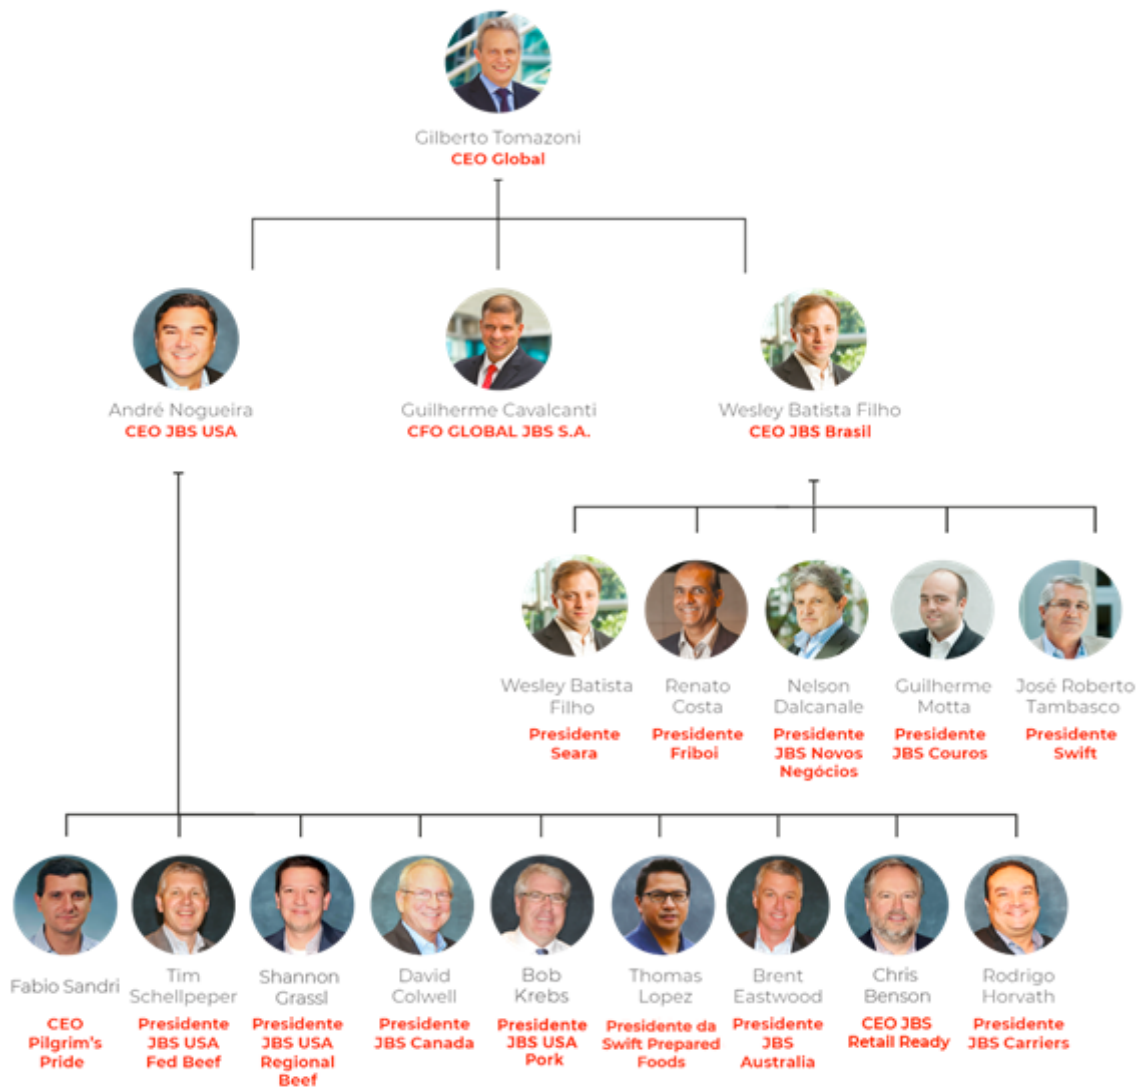 Gilberto Tomazoni
CEO Global
André Nogueira
CEO JBS USA
Guilherme Cavalcanti
CFO GLOBAL JBS S.A.
Wesley Batista Filho
CEO JBS Brasil
Wesley Batista
Filho
Presidente
Seara
Renato
Costa
Presidente
Friboi
Nelson
Dalcanale
Presidente
JBS Novos
Negócios
Guilherme
Motta
Presidente
JBS Couros
José Roberto
Tambasco
Presidente
Swift
Fabio Sandri
CEO
Pilgrim's
Pride
Tim
Schellpeper
Presidente
JBS USA
Fed Beef
Shannon
Grassl
Presidente
JBS USA
Regional
Beef
David
Colwell
Presidente
JBS Canada
Bob
Krebs
Presidente
JBS USA
Pork
Thomas
Lopez
Presidente da
Swift Prepared
Foods
Brent
Eastwood
Presidente
JBS
Australia
Chris
Benson
CEO JBS
Retail Ready
Rodrigo
Horvath
Presidente
JBS Carriers